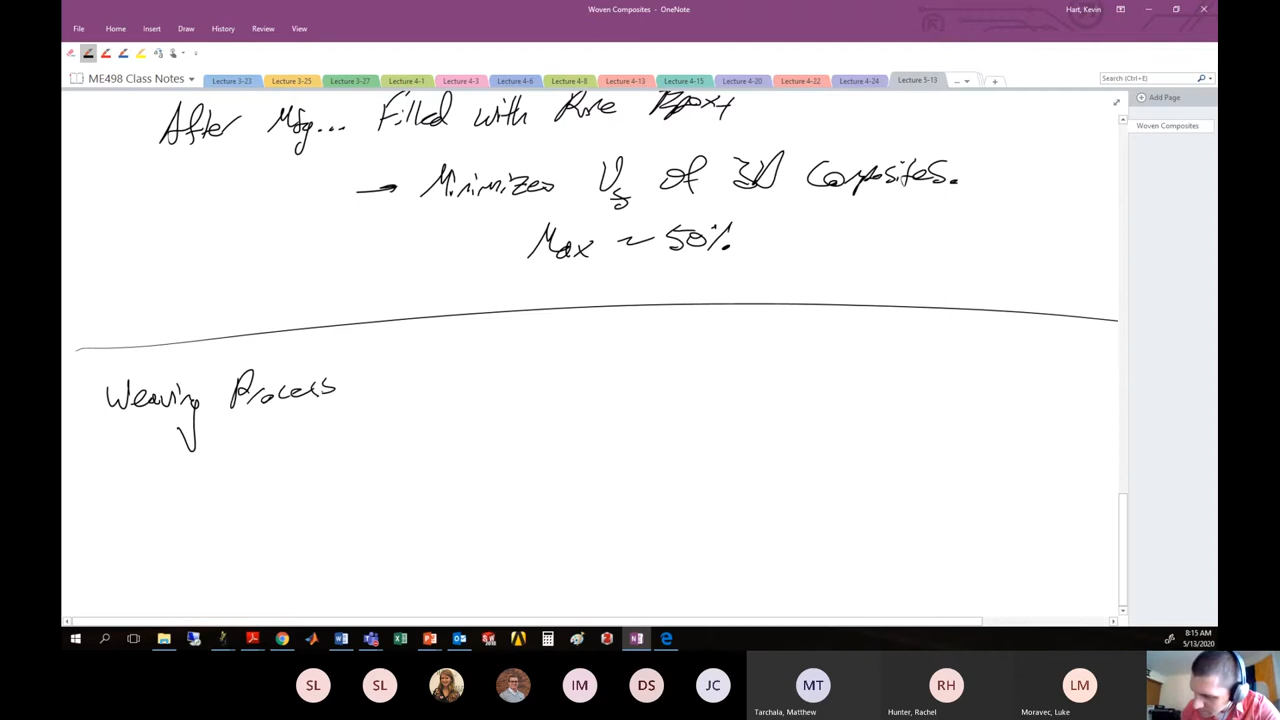 Woven Composites - OneNote
Hart, Kevin
File Home Insert Draw History Review View
ME498 Class Notes
Lecture 3-23 Lecture 3-25 Lecture 3-27 Lecture 4-1 Lecture 4-3 Lecture 4-6 Lecture 4-8 Lecture 4-13 Lecture 4-15 Lecture 4-20 Lecture 4-22 Lecture 4-24 Lecture 5-13
Search (Ctrl+E)
Add Page
Woven Composites
After Mfg... Filled with Pure Epoxy
→ Minimizes Vf of 3D Composites.
Max ~ 50%
Weaving Process
8:15 AM
5/13/2020
SL SL IM DS JC MT RH LM
Tarchala, Matthew Hunter, Rachel Moravec, Luke